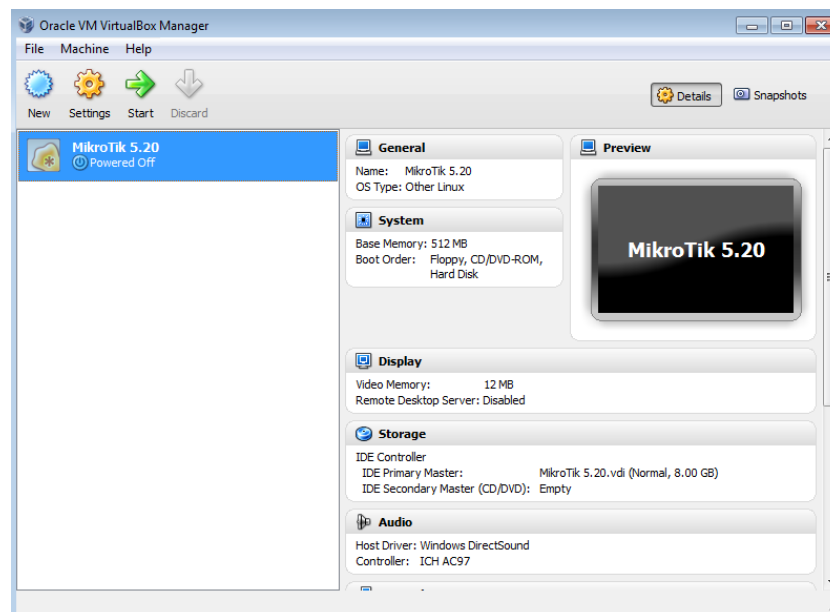 Oracle VM VirtualBox Manager
File Machine Help
New Settings Start Discard
Details Snapshots
MikroTik 5.20
Powered Off
General
Name: MikroTik 5.20
OS Type: Other Linux
System
Base Memory: 512 MB
Boot Order: Floppy, CD/DVD-ROM,
Hard Disk
Preview
MikroTik 5.20
Display
Video Memory: 12 MB
Remote Desktop Server: Disabled
Storage
IDE Controller
IDE Primary Master: MikroTik 5.20.vdi (Normal, 8.00 GB)
IDE Secondary Master (CD/DVD): Empty
Audio
Host Driver: Windows DirectSound
Controller: ICH AC97